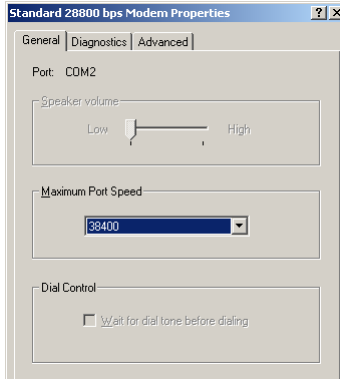 Standard 28800 bps Modem Properties
General Diagnostics Advanced
Port: COM2
Speaker volume
Low High
Maximum Port Speed
38400
Dial Control
Wait for dial tone before dialing